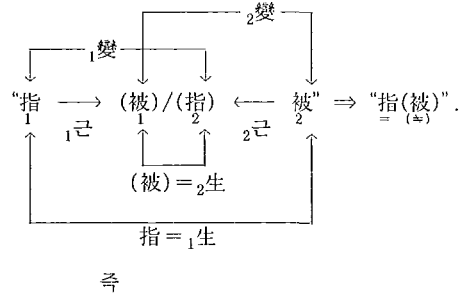 ₂變
₁變
“指₁ ⟶ (被)₁/(指)₂ ⟵ 被”₂ ⇒ “指(被)”.
₁근 ₂근 = (≒)
(被)=₂生
指=₁生
즉